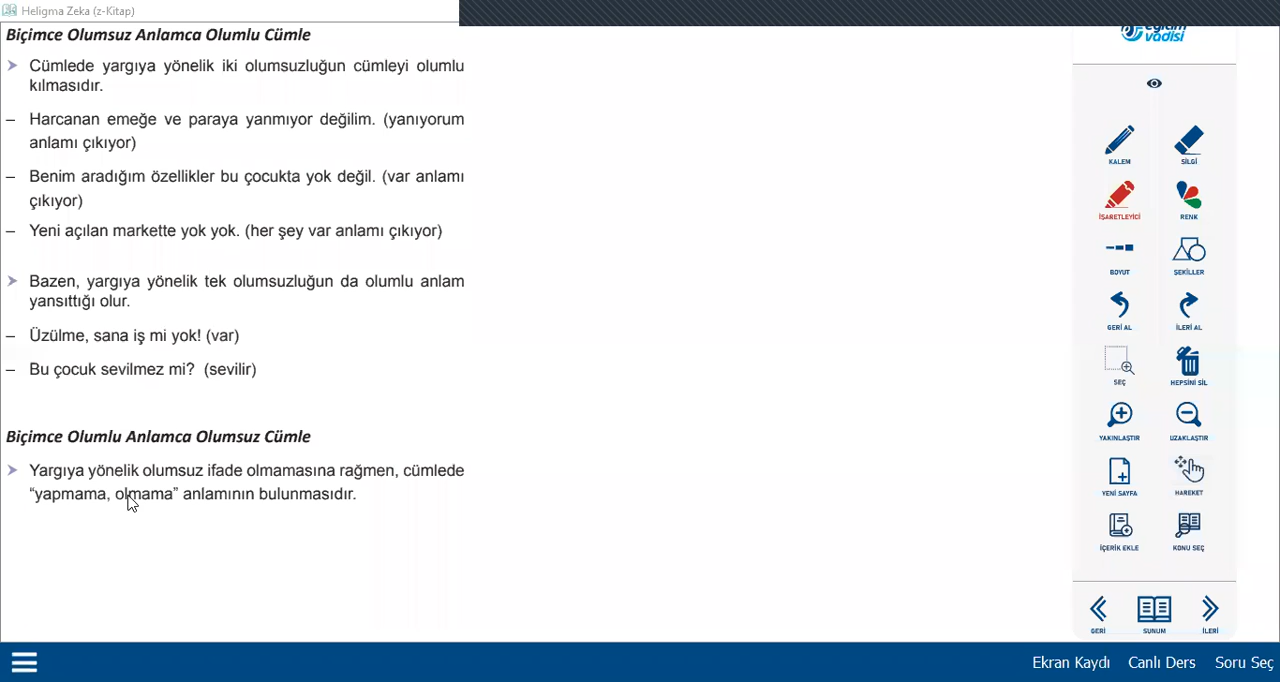 Heligma Zeka (z-Kitap)
Biçimce Olumsuz Anlamca Olumlu Cümle
➤ Cümlede yargıya yönelik iki olumsuzluğun cümleyi olumlu
kılmasıdır.
– Harcanan emeğe ve paraya yanmıyor değilim. (yanıyorum
anlamı çıkıyor)
– Benim aradığım özellikler bu çocukta yok değil. (var anlamı
çıkıyor)
– Yeni açılan markette yok yok. (her şey var anlamı çıkıyor)
➤ Bazen, yargıya yönelik tek olumsuzluğun da olumlu anlam
yansıttığı olur.
– Üzülme, sana iş mi yok! (var)
– Bu çocuk sevilmez mi? (sevilir)
Biçimce Olumlu Anlamca Olumsuz Cümle
➤ Yargıya yönelik olumsuz ifade olmamasına rağmen, cümlede
“yapmama, olmama” anlamının bulunmasıdır.
eğitim
vadisi
KALEM SİLGİ
İŞARETLEYİCİ RENK
BOYUT ŞEKİLLER
GERİ AL İLERİ AL
SEÇ HEPSİNİ SİL
YAKINLAŞTIR UZAKLAŞTIR
YENİ SAYFA HAREKET
İÇERİK EKLE KONU SEÇ
GERİ SUNUM İLERİ
Ekran Kaydı Canlı Ders Soru Seç